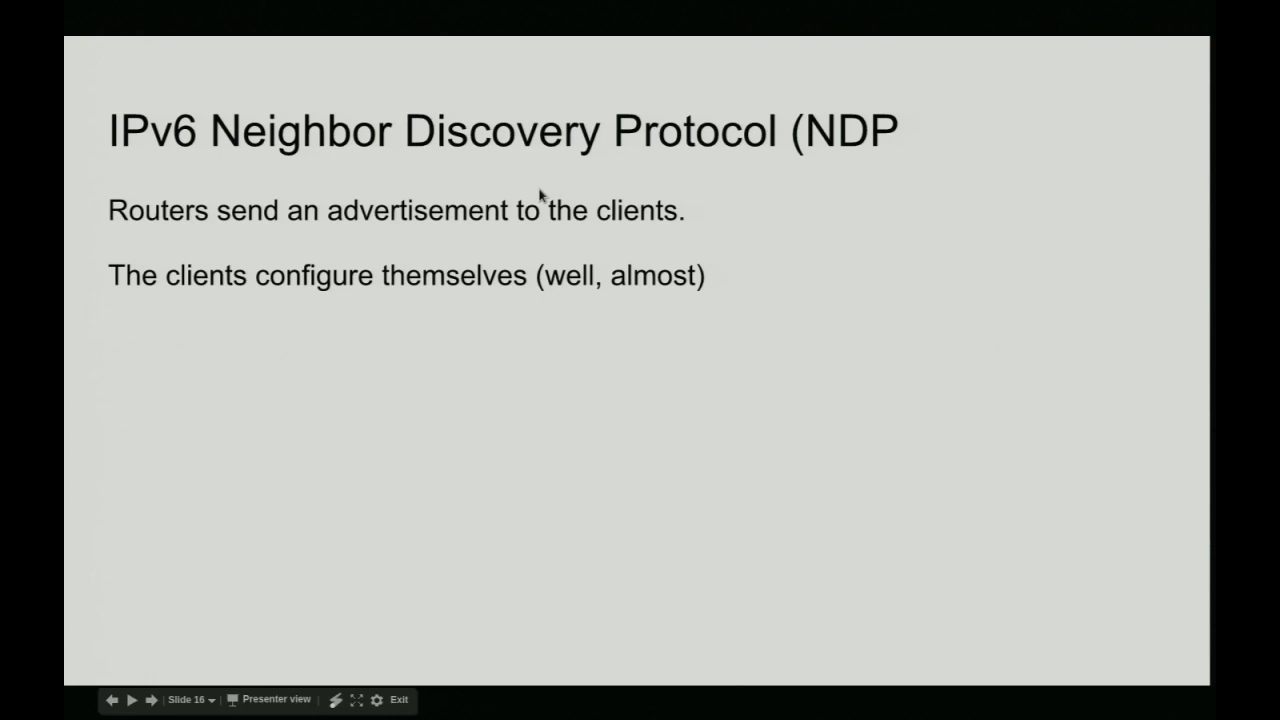 IPv6 Neighbor Discovery Protocol (NDP
Routers send an advertisement to the clients.
The clients configure themselves (well, almost)
Slide 16 Presenter view Exit